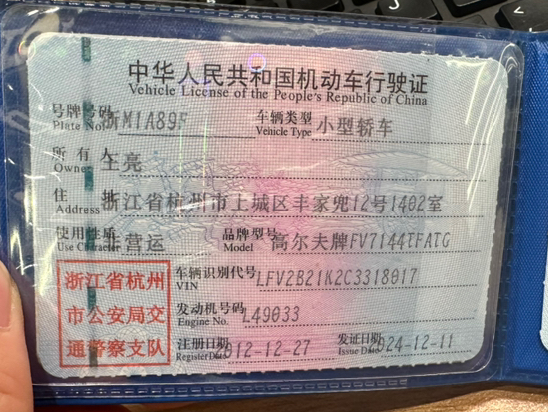 中华人民共和国机动车行驶证
Vehicle License of the People's Republic of China
号牌号码 浙M1A89F 车辆类型 小型轿车
Plate No. Vehicle Type
所有人 王亮
Owner
住址 浙江省杭州市上城区丰家兜12号1402室
Address
使用性质 营运 品牌型号 高尔夫牌FV7144TFATG
Use Character Model
浙江省杭州
市公安局交
通警察支队
车辆识别代号 LFV2B21K2C3318017
VIN
发动机号码 L49033
Engine No.
注册日期 2012-12-27 发证日期 2024-12-11
Register Date Issue Date